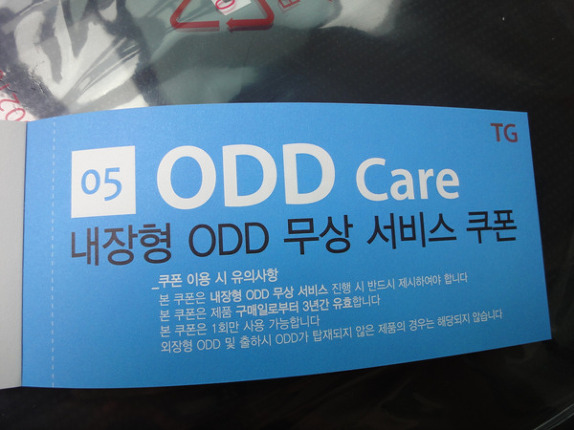 TG
05 ODD Care
내장형 ODD 무상 서비스 쿠폰
_쿠폰 이용 시 유의사항
본 쿠폰은 내장형 ODD 무상 서비스 진행 시 반드시 제시하여야 합니다
본 쿠폰은 제품 구매일로부터 3년간 유효합니다
본 쿠폰은 1회만 사용 가능합니다
외장형 ODD 및 출하시 ODD가 탑재되지 않은 제품의 경우는 해당되지 않습니다